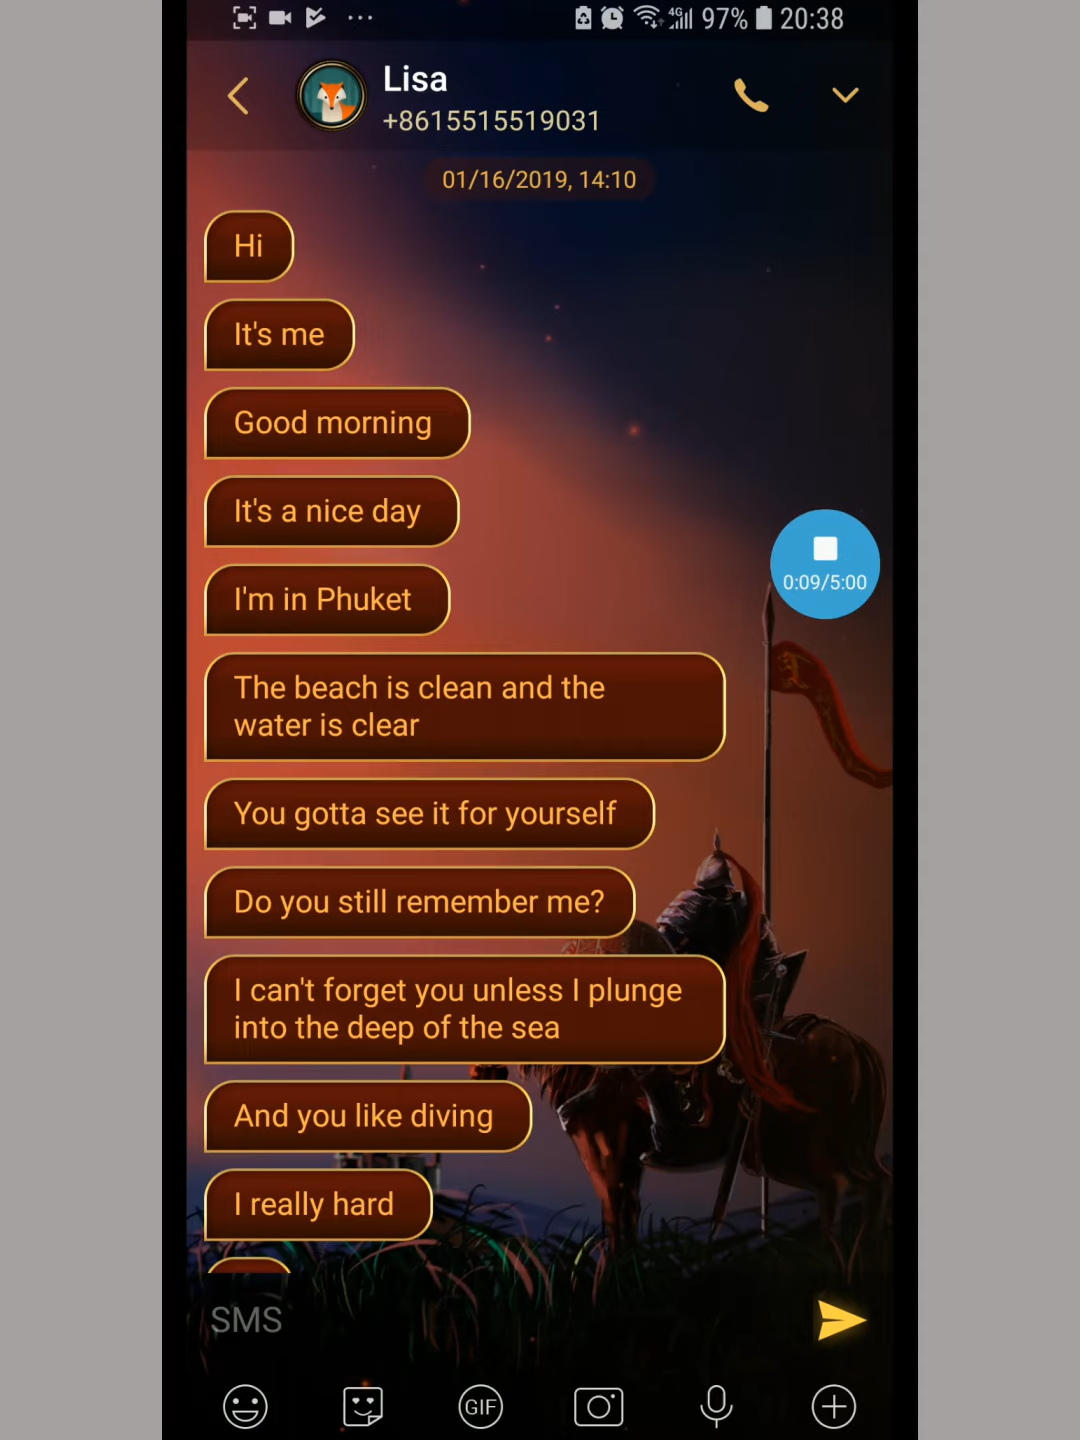 97% 20:38
Lisa
+8615515519031
01/16/2019, 14:10
Hi
It's me
Good morning
It's a nice day
I'm in Phuket
The beach is clean and the
water is clear
You gotta see it for yourself
Do you still remember me?
I can't forget you unless I plunge
into the deep of the sea
And you like diving
I really hard
0:09/5:00
SMS
GIF